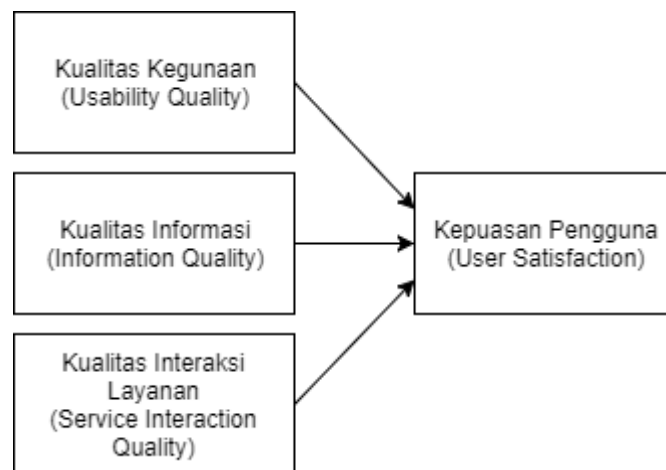 Kualitas Kegunaan
(Usability Quality)
Kualitas Informasi
(Information Quality)
Kepuasan Pengguna
(User Satisfaction)
Kualitas Interaksi
Layanan
(Service Interaction
Quality)